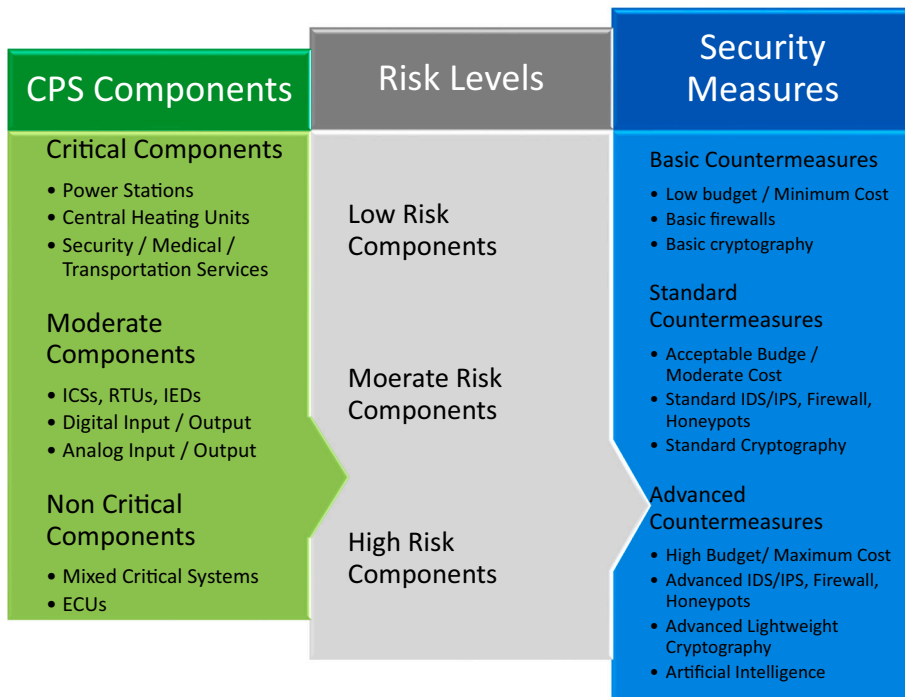 CPS Components
Critical Components
• Power Stations
• Central Heating Units
• Security / Medical /
Transportation Services
Moderate
Components
• ICSs, RTUs, IEDs
• Digital Input / Output
• Analog Input / Output
Non Critical
Components
• Mixed Critical Systems
• ECUs
Risk Levels
Low Risk
Components
Moerate Risk
Components
High Risk
Components
Security
Measures
Basic Countermeasures
• Low budget / Minimum Cost
• Basic firewalls
• Basic cryptography
Standard
Countermeasures
• Acceptable Budge /
Moderate Cost
• Standard IDS/IPS, Firewall,
Honeypots
• Standard Cryptography
Advanced
Countermeasures
• High Budget/ Maximum Cost
• Advanced IDS/IPS, Firewall,
Honeypots
• Advanced Lightweight
Cryptography
• Artificial Intelligence